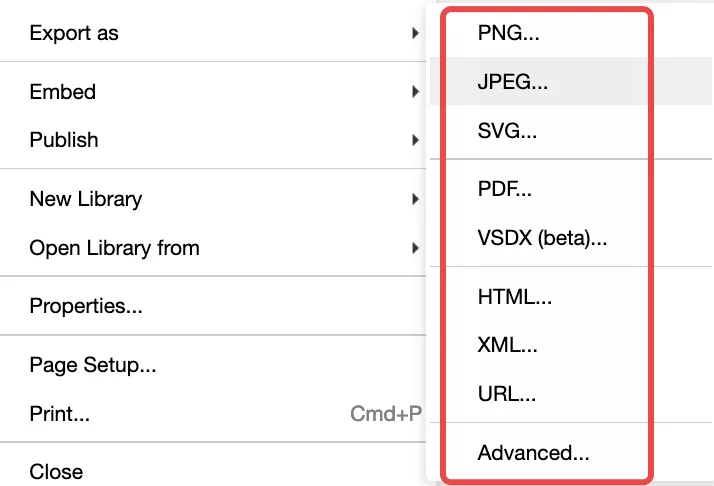 Export as
Embed
Publish
New Library
Open Library from
Properties...
Page Setup...
Print... Cmd+P
Close
PNG...
JPEG...
SVG...
PDF...
VSDX (beta)...
HTML...
XML...
URL...
Advanced...